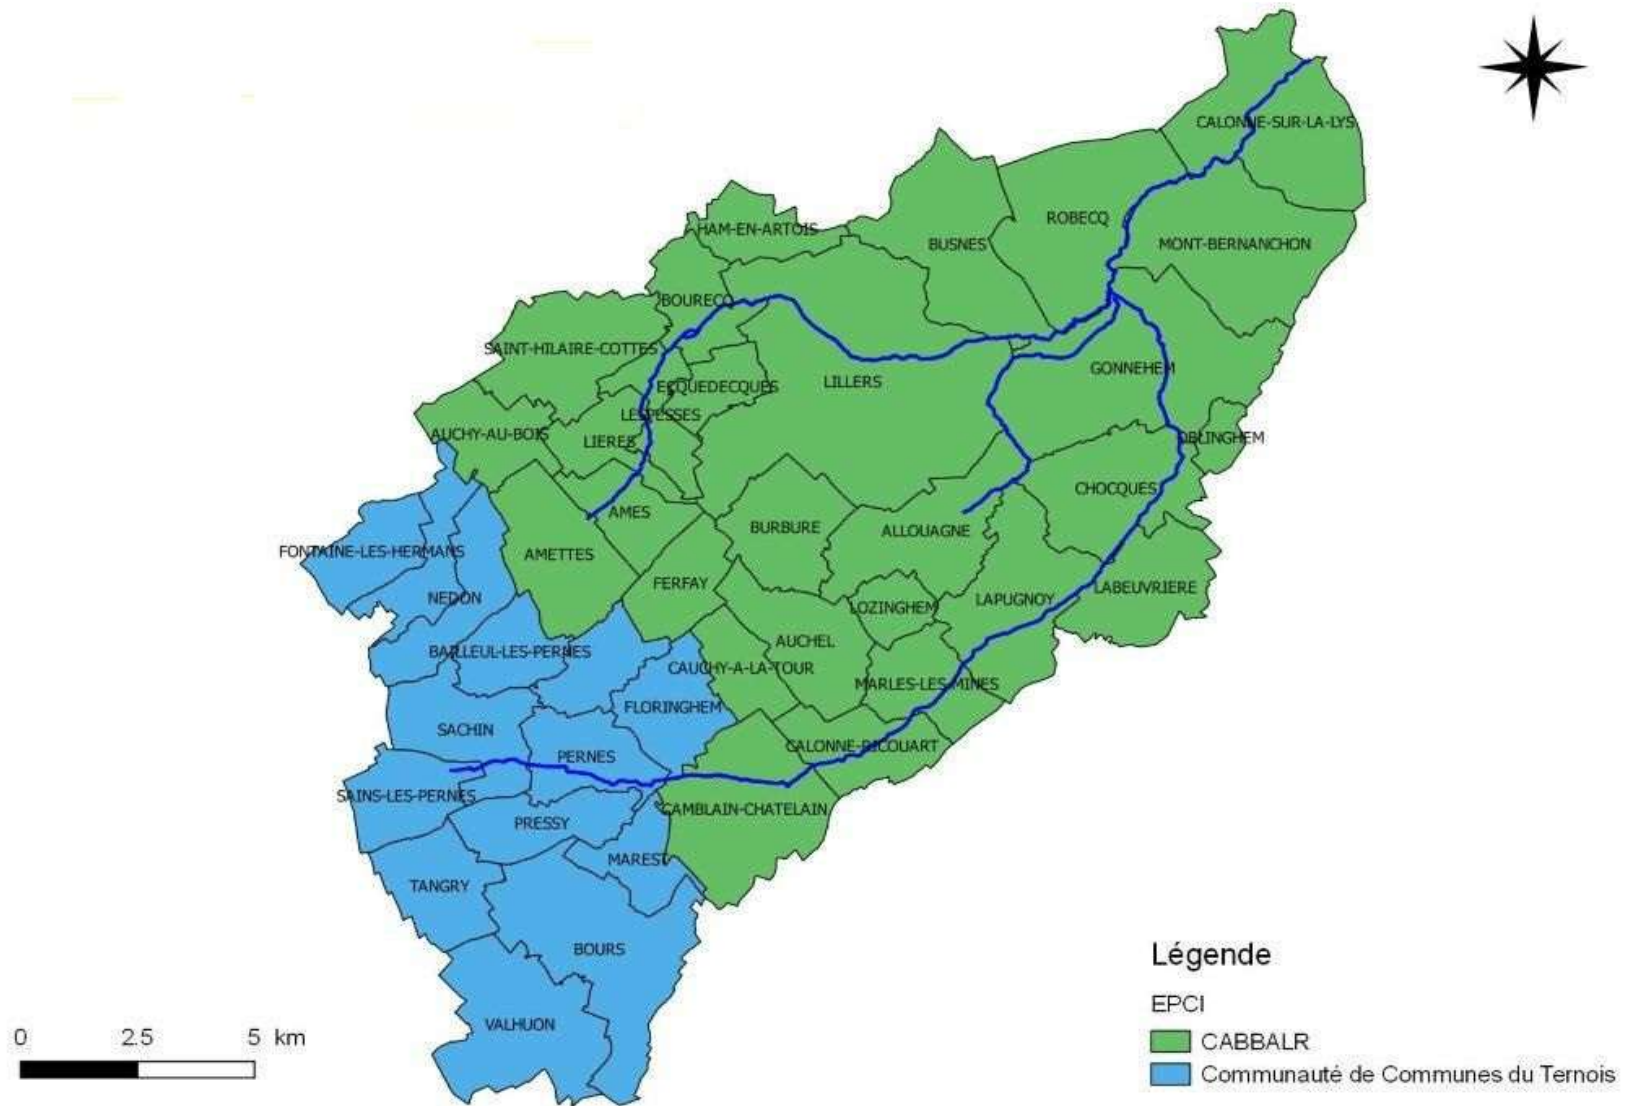 CALONNE-SUR-LA-LYS
ROBECQ
HAM-EN-ARTOIS
BUSNES
MONT-BERNANCHON
BOURECQ
SAINT-HILAIRE-COTTES
GONNEHEM
LILLERS
ECQUEDECQUES
LESPESSES
AUCHY-AU-BOIS
LIERES
OBLINGHEM
CHOCQUES
AMES
BURBURE
ALLOUAGNE
FONTAINE-LES-HERMANS
AMETTES
FERFAY
LABEUVRIERE
NEDON
LOZINGHEM
LAPUGNOY
AUCHEL
BAILLEUL-LES-PERNES
CAUCHY-A-LA-TOUR
MARLES-LES-MINES
FLORINGHEM
SACHIN
CALONNE-RICOUART
PERNES
SAINS-LES-PERNES
CAMBLAIN-CHATELAIN
PRESSY
MAREST
TANGRY
BOURS
VALHUON
Légende
EPCI
CABBALR
Communauté de Communes du Ternois
0 2.5 5 km